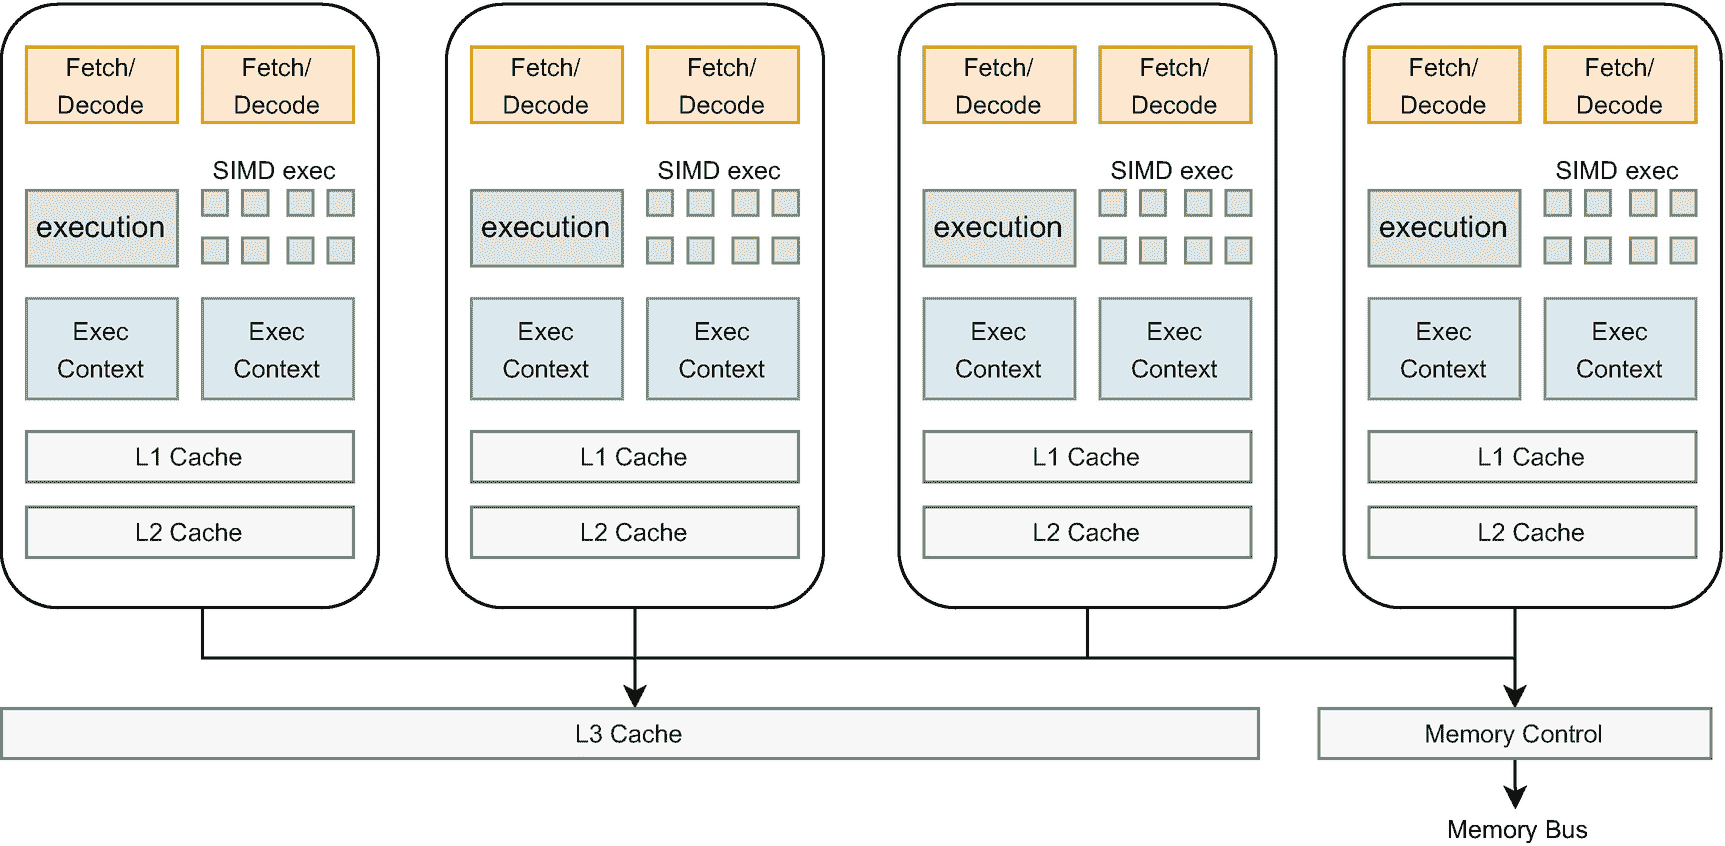 Fetch/
Decode
Fetch/
Decode
SIMD exec
execution
Exec
Context
Exec
Context
L1 Cache
L2 Cache
Fetch/
Decode
Fetch/
Decode
SIMD exec
execution
Exec
Context
Exec
Context
L1 Cache
L2 Cache
Fetch/
Decode
Fetch/
Decode
SIMD exec
execution
Exec
Context
Exec
Context
L1 Cache
L2 Cache
Fetch/
Decode
Fetch/
Decode
SIMD exec
execution
Exec
Context
Exec
Context
L1 Cache
L2 Cache
L3 Cache
Memory Control
Memory Bus